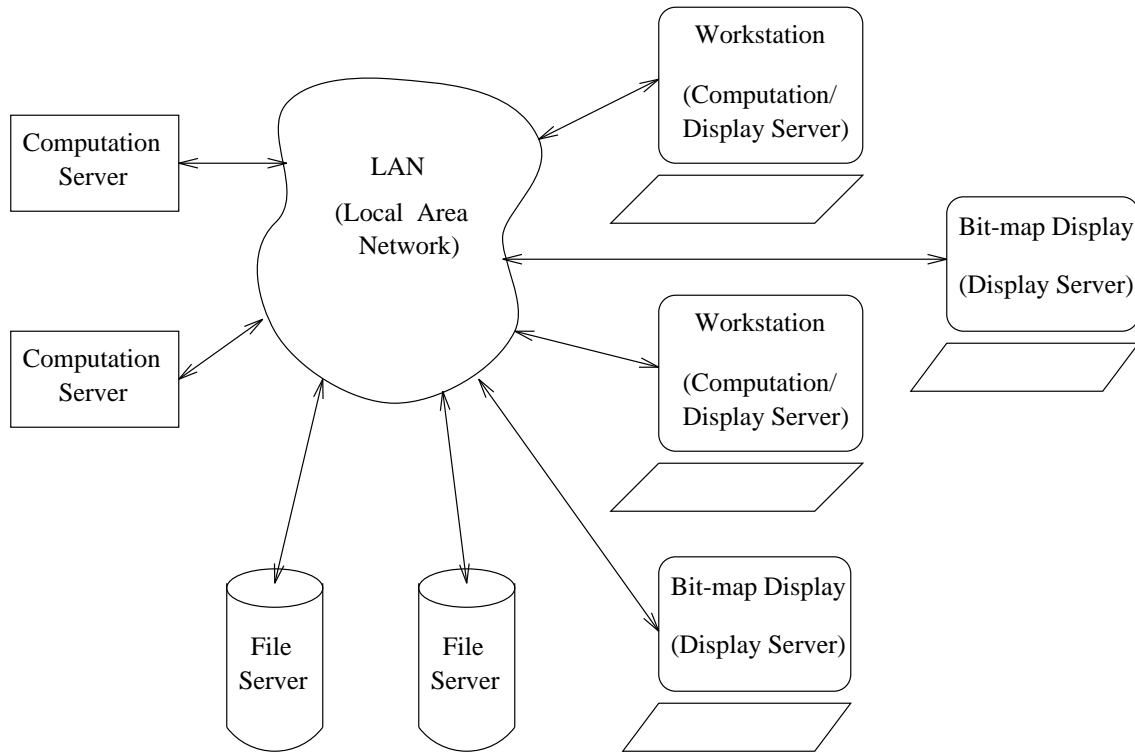 Workstation
(Computation/
Display Server)
Computation
Server
LAN
(Local Area
Network)
Bit-map Display
(Display Server)
Workstation
(Computation/
Display Server)
Computation
Server
Bit-map Display
(Display Server)
File
Server
File
Server